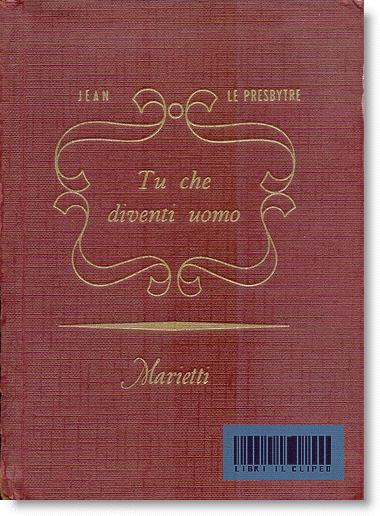 JEAN LE PRESBYTRE
Tu che
diventi uomo
Marietti
LIBRI IL CLIPEO